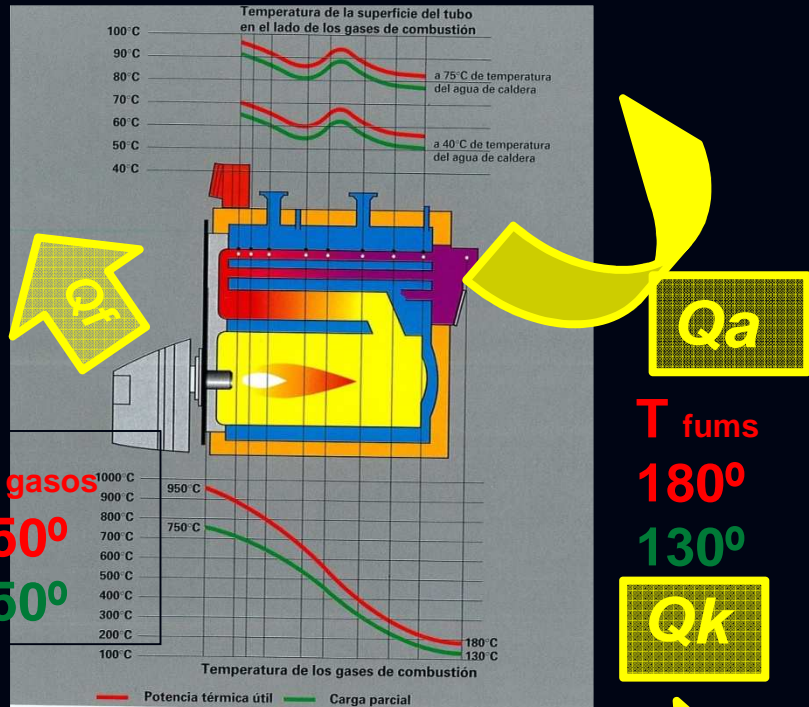 Temperatura de la superficie del tubo
en el lado de los gases de combustión
100°C
90°C
80°C
70°C
60°C
50°C
40°C
a 75°C de temperatura
del agua de caldera
a 40°C de temperatura
del agua de caldera
Qf
Qa
T fums
180º
130º
Qk
gasos
50º
50º
1000°C
900°C
800°C
700°C
600°C
500°C
400°C
300°C
200°C
100°C
950°C
750°C
180°C
130°C
Temperatura de los gases de combustión
Potencia térmica útil
Carga parcial